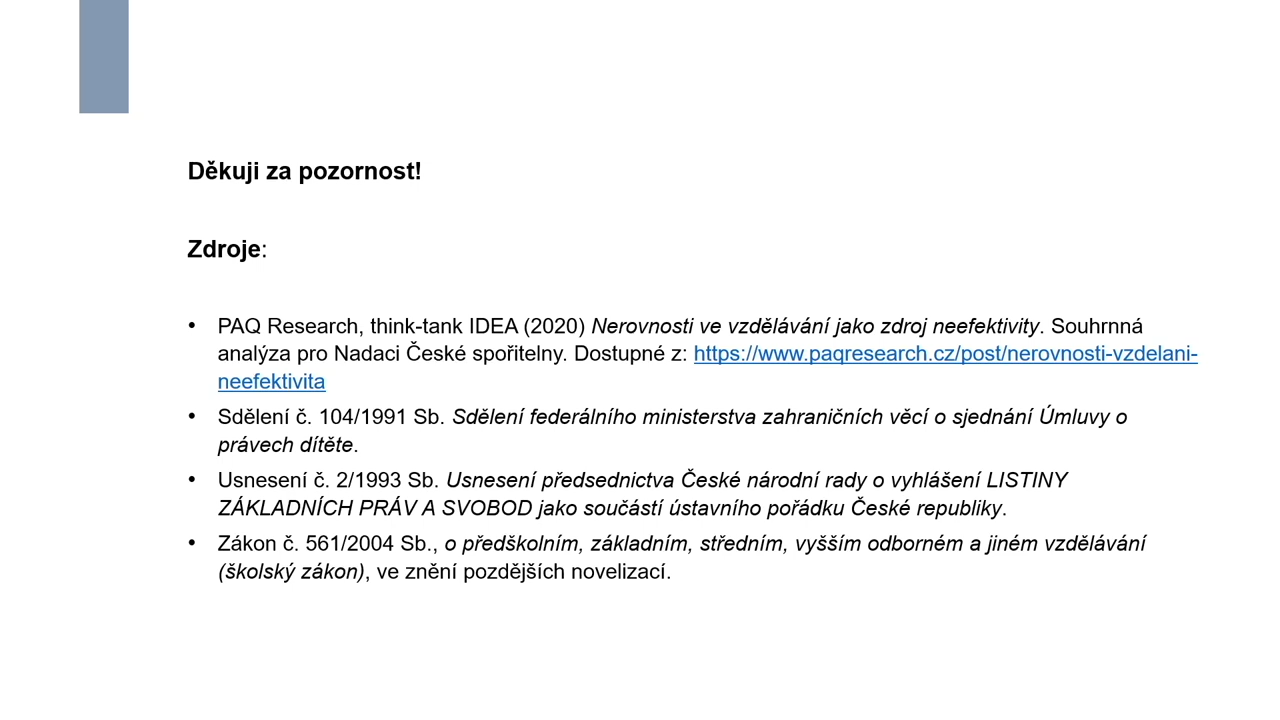 Děkuji za pozornost!
Zdroje:
• PAQ Research, think-tank IDEA (2020) Nerovnosti ve vzdělávání jako zdroj neefektivity. Souhrnná
analýza pro Nadaci České spořitelny. Dostupné z: https://www.paqresearch.cz/post/nerovnosti-vzdelani-
neefektivita
• Sdělení č. 104/1991 Sb. Sdělení federálního ministerstva zahraničních věcí o sjednání Úmluvy o
právech dítěte.
• Usnesení č. 2/1993 Sb. Usnesení předsednictva České národní rady o vyhlášení LISTINY
ZÁKLADNÍCH PRÁV A SVOBOD jako součástí ústavního pořádku České republiky.
• Zákon č. 561/2004 Sb., o předškolním, základním, středním, vyšším odborném a jiném vzdělávání
(školský zákon), ve znění pozdějších novelizací.